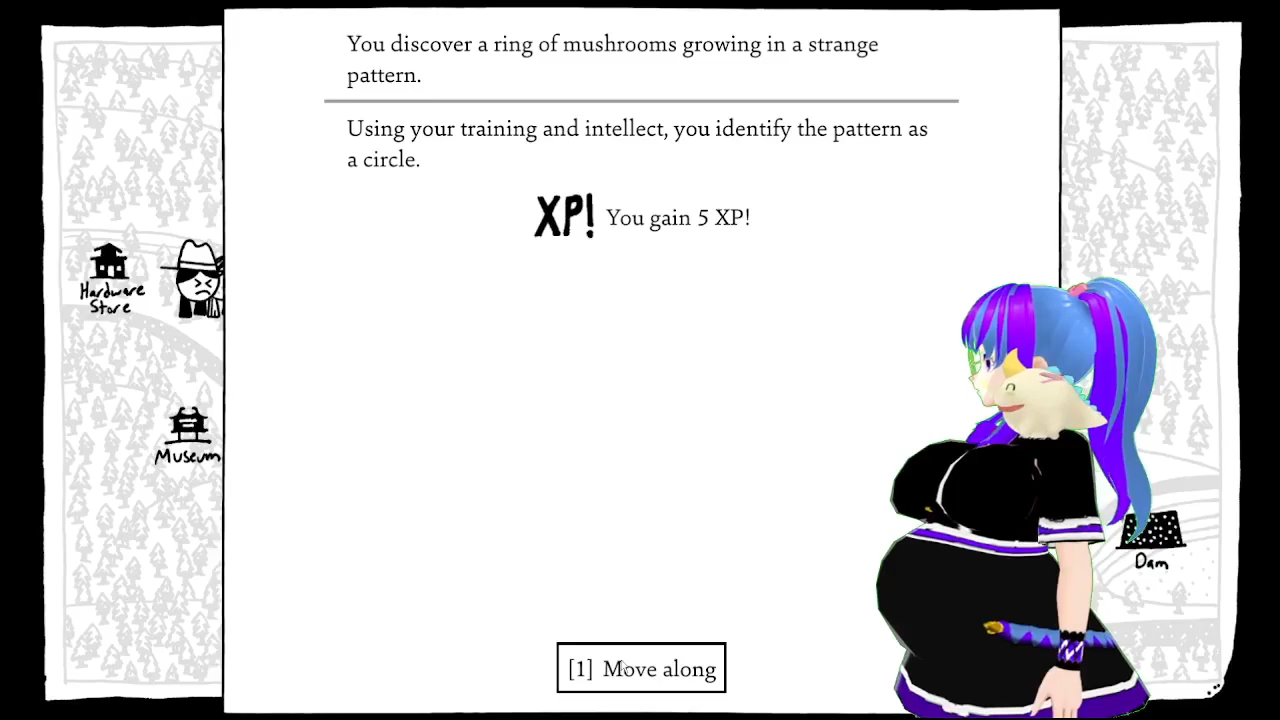 You discover a ring of mushrooms growing in a strange
pattern.
Using your training and intellect, you identify the pattern as
a circle.
XP! You gain 5 XP!
Hardware
Store
Museum
Dam
[1] Move along